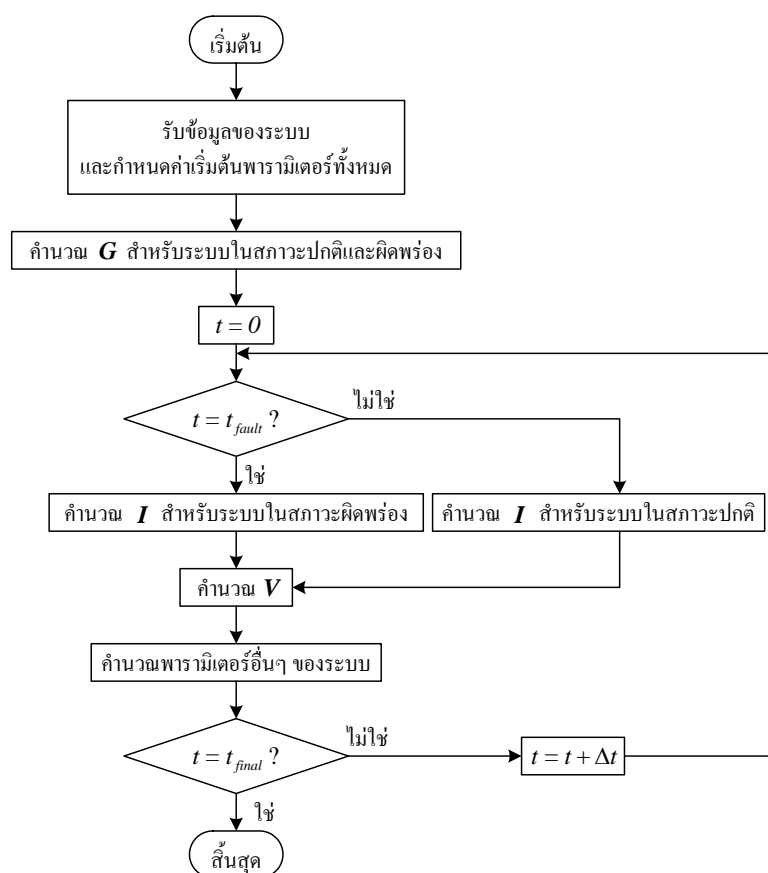 เริ่มต้น
รับข้อมูลของระบบ
และกำหนดค่าเริ่มต้นพารามิเตอร์ทั้งหมด
คำนวณ G สำหรับระบบในสภาวะปกติและผิดพร่อง
t = 0
t = t_fault ?
ไม่ใช่
ใช่
คำนวณ I สำหรับระบบในสภาวะผิดพร่อง
คำนวณ I สำหรับระบบในสภาวะปกติ
คำนวณ V
คำนวณพารามิเตอร์อื่นๆ ของระบบ
t = t_final ?
ไม่ใช่
t = t + Δt
ใช่
สิ้นสุด